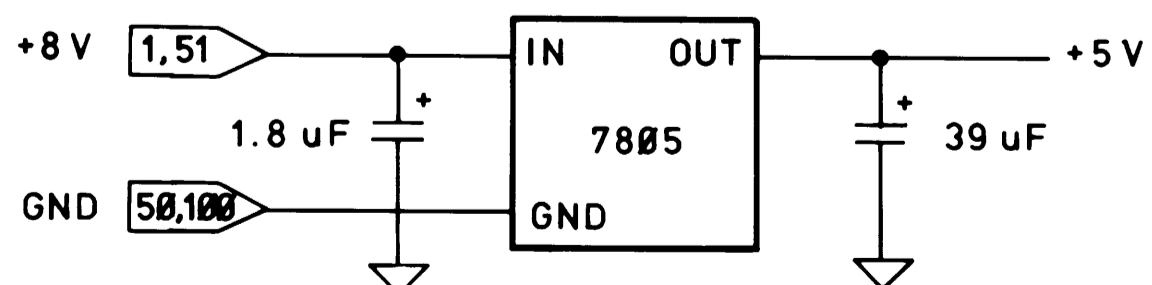 +8 V 1,51 IN OUT +5 V
+ +
1.8 uF 78Ø5 39 uF
GND 5Ø,1ØØ GND